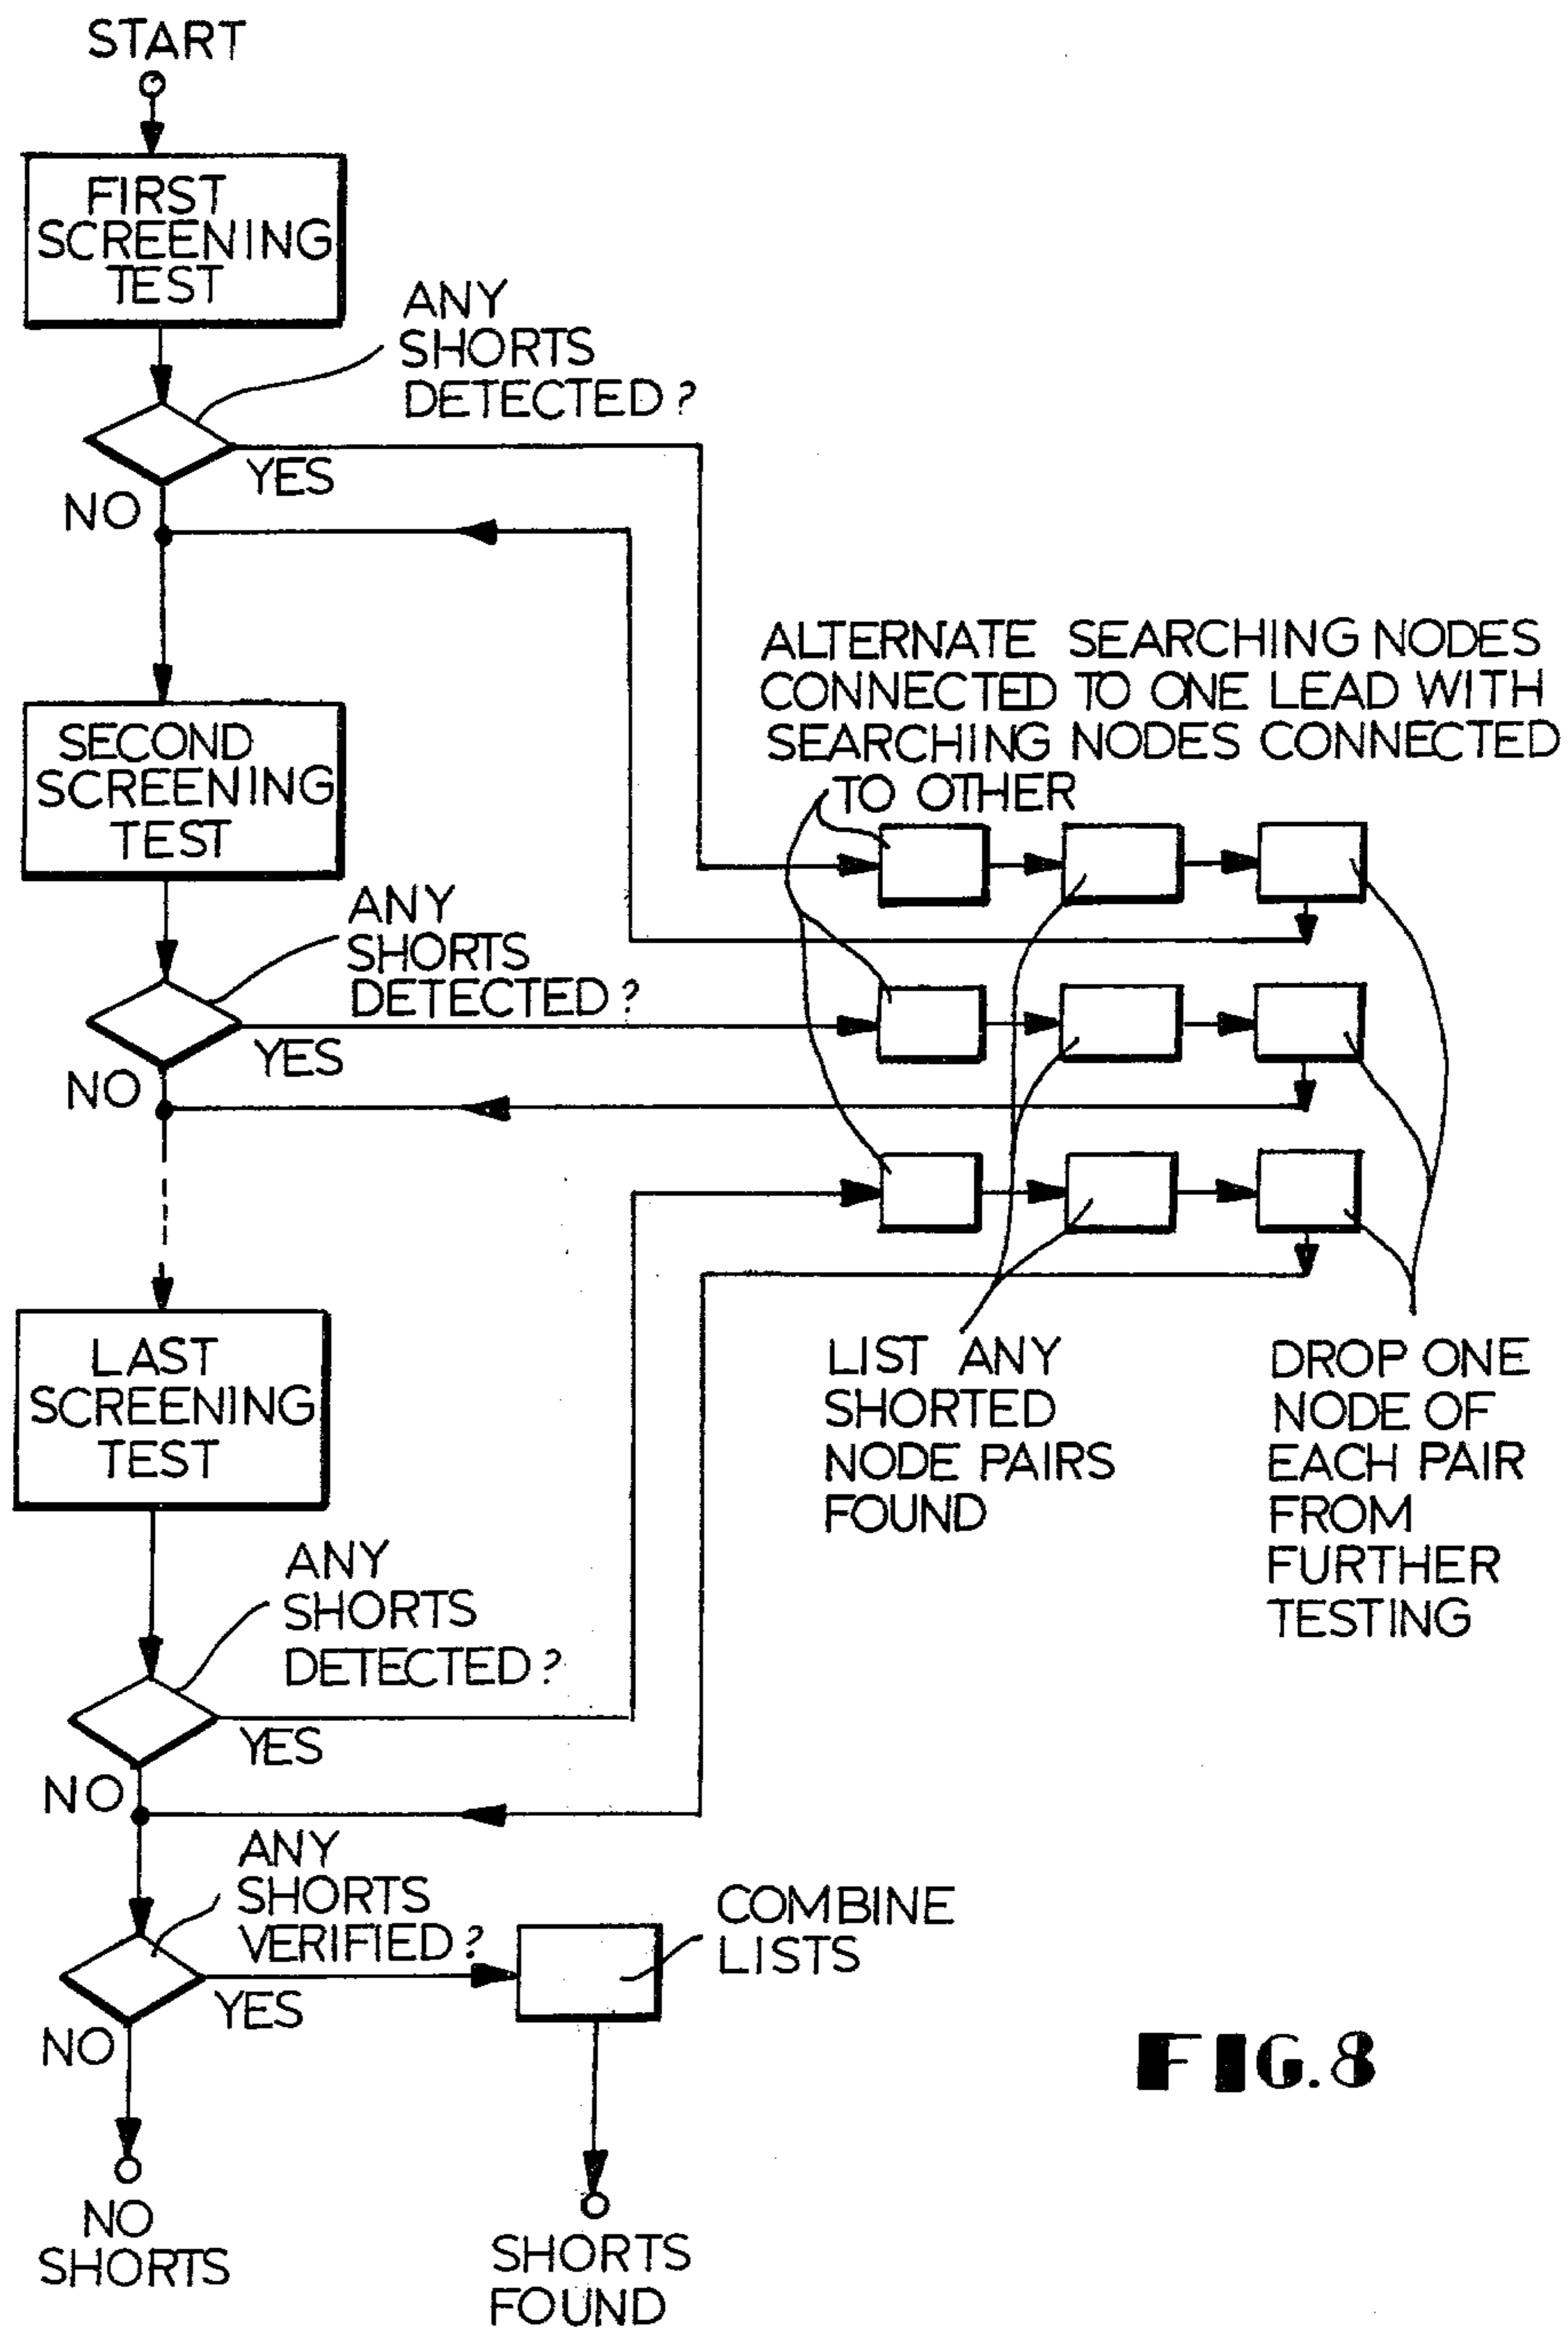 START
FIRST
SCREENING
TEST
ANY
SHORTS
DETECTED?
YES
NO
ALTERNATE SEARCHING NODES
CONNECTED TO ONE LEAD WITH
SEARCHING NODES CONNECTED
TO OTHER
SECOND
SCREENING
TEST
ANY
SHORTS
DETECTED?
YES
NO
LAST
SCREENING
TEST
LIST ANY
SHORTED
NODE PAIRS
FOUND
DROP ONE
NODE OF
EACH PAIR
FROM
FURTHER
TESTING
ANY
SHORTS
DETECTED?
YES
NO
ANY
SHORTS
VERIFIED?
YES
NO
COMBINE
LISTS
NO
SHORTS
SHORTS
FOUND
FIG.8